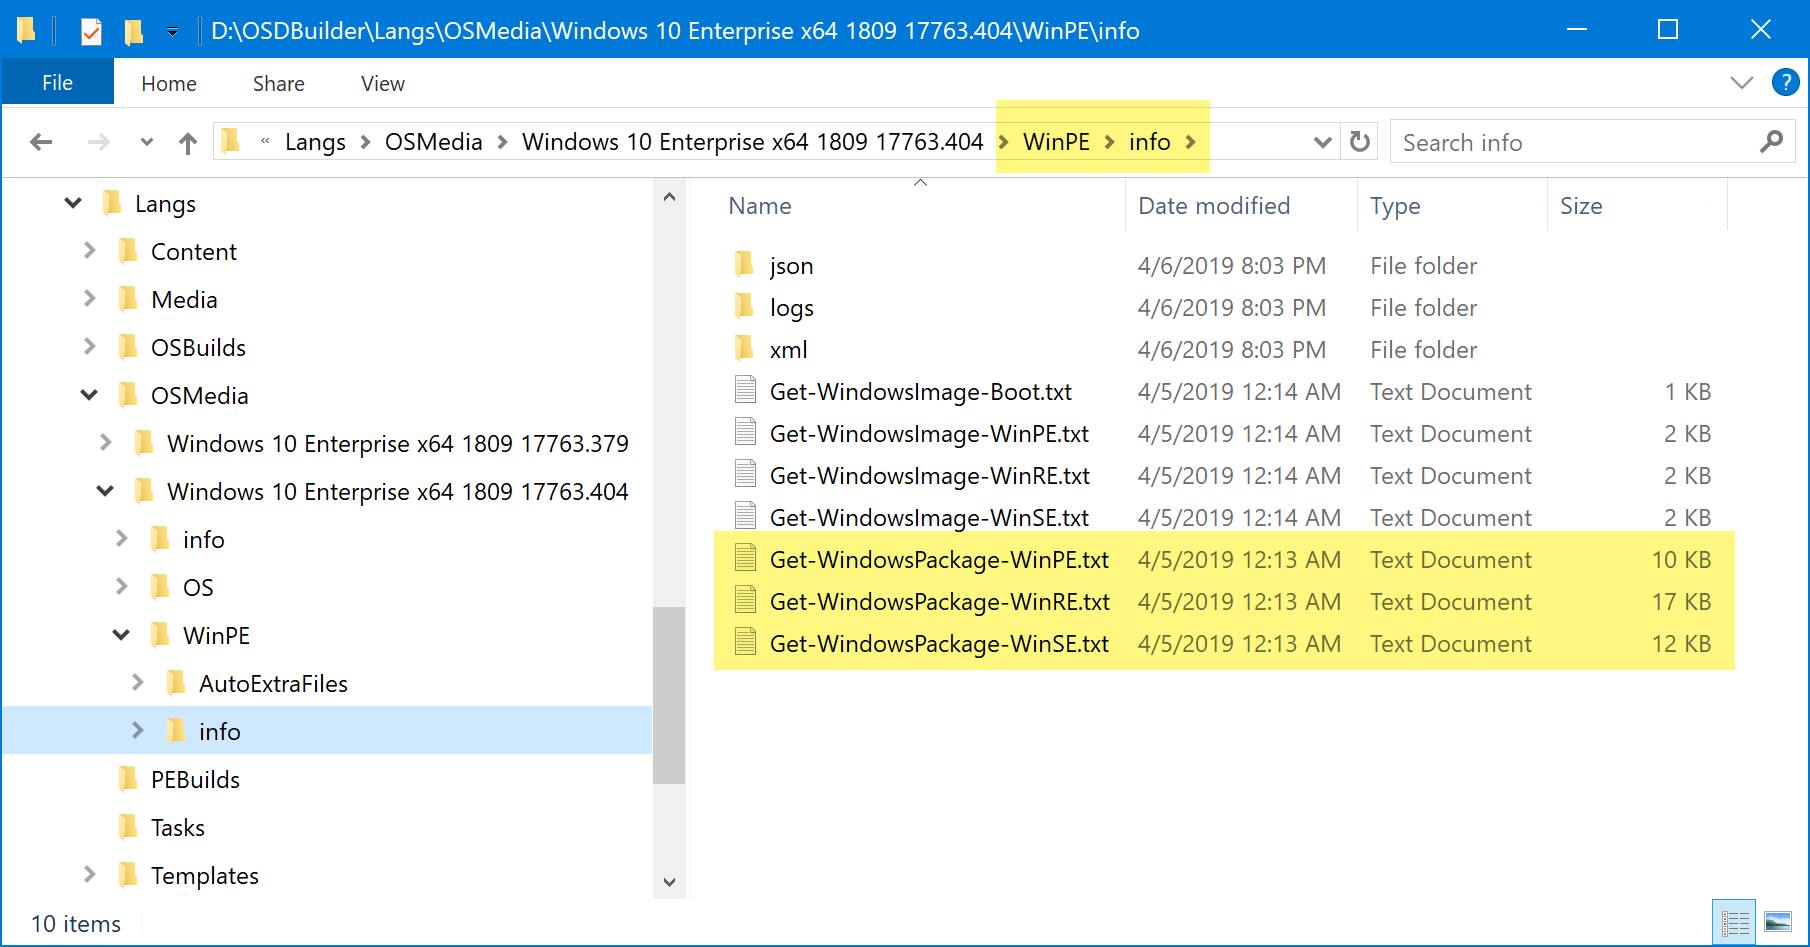 D:\OSDBuilder\Langs\OSMedia\Windows 10 Enterprise x64 1809 17763.404\WinPE\info
File Home Share View ?
« Langs > OSMedia > Windows 10 Enterprise x64 1809 17763.404 > WinPE > info > Search info
Langs
Content
Media
OSBuilds
OSMedia
Windows 10 Enterprise x64 1809 17763.379
Windows 10 Enterprise x64 1809 17763.404
info
OS
WinPE
AutoExtraFiles
info
PEBuilds
Tasks
Templates
Name Date modified Type Size
json 4/6/2019 8:03 PM File folder
logs 4/6/2019 8:03 PM File folder
xml 4/6/2019 8:03 PM File folder
Get-WindowsImage-Boot.txt 4/5/2019 12:14 AM Text Document 1 KB
Get-WindowsImage-WinPE.txt 4/5/2019 12:14 AM Text Document 2 KB
Get-WindowsImage-WinRE.txt 4/5/2019 12:14 AM Text Document 2 KB
Get-WindowsImage-WinSE.txt 4/5/2019 12:14 AM Text Document 2 KB
Get-WindowsPackage-WinPE.txt 4/5/2019 12:13 AM Text Document 10 KB
Get-WindowsPackage-WinRE.txt 4/5/2019 12:13 AM Text Document 17 KB
Get-WindowsPackage-WinSE.txt 4/5/2019 12:13 AM Text Document 12 KB
10 items